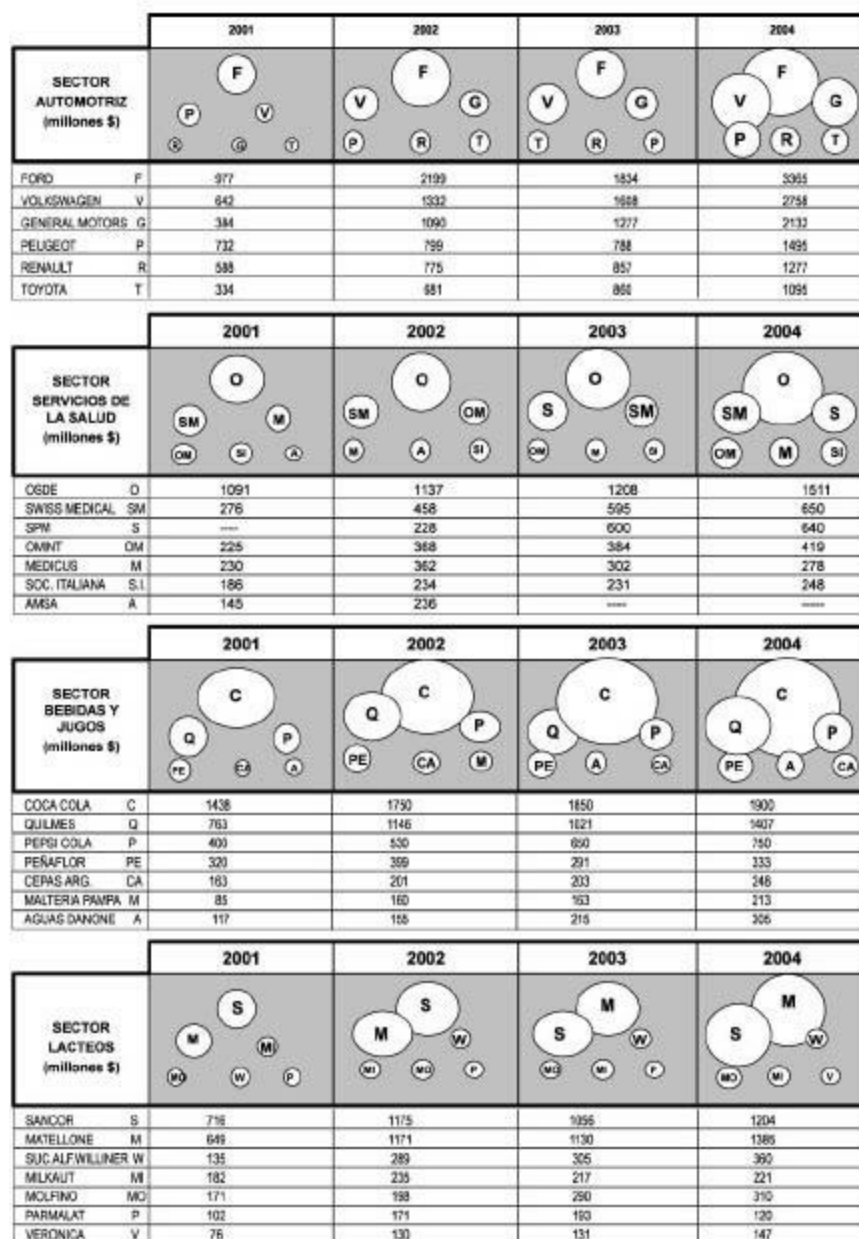 2001 2002 2003 2004
SECTOR
AUTOMOTRIZ
(millones $)
F F F F
P V V G V G V G
R G T P R T T R P P R T
FORD F 977 2199 1834 3365
VOLKSWAGEN V 642 1332 1608 2758
GENERAL MOTORS G 384 1090 1277 2132
PEUGEOT P 732 799 788 1495
RENAULT R 588 775 857 1277
TOYOTA T 334 681 860 1095
2001 2002 2003 2004
SECTOR
SERVICIOS DE
LA SALUD
(millones $)
O O O O
SM M SM OM S SM SM S
OM SI A M A SI OM M SI OM M SI
OSDE O 1091 1137 1208 1511
SWISS MEDICAL SM 276 458 595 650
SPM S ---- 228 600 640
OMINT OM 225 368 384 419
MEDICUS M 230 362 302 278
SOC. ITALIANA S.I. 186 234 231 248
AMSA A 145 236 ---- -----
2001 2002 2003 2004
SECTOR
BEBIDAS Y
JUGOS
(millones $)
C C C C
Q P Q P Q P Q P
PE CA A PE CA M PE A CA PE A CA
COCA COLA C 1438 1750 1850 1900
QUILMES Q 763 1146 1021 1407
PEPSI COLA P 400 530 650 750
PEÑAFLOR PE 320 399 291 333
CEPAS ARG. CA 163 201 203 248
MALTERIA PAMPA M 85 160 163 213
AGUAS DANONE A 117 155 215 305
2001 2002 2003 2004
SECTOR
LACTEOS
(millones $)
S S M M
M MI M W S W S W
MO W P MI MO P MO MI P MO MI V
SANCOR S 716 1175 1056 1204
MATELLONE M 649 1171 1130 1385
SUC.ALF.WILLINER W 135 289 305 360
MILKAUT MI 182 235 217 221
MOLFINO MO 171 198 290 310
PARMALAT P 102 171 193 120
VERONICA V 76 130 131 147